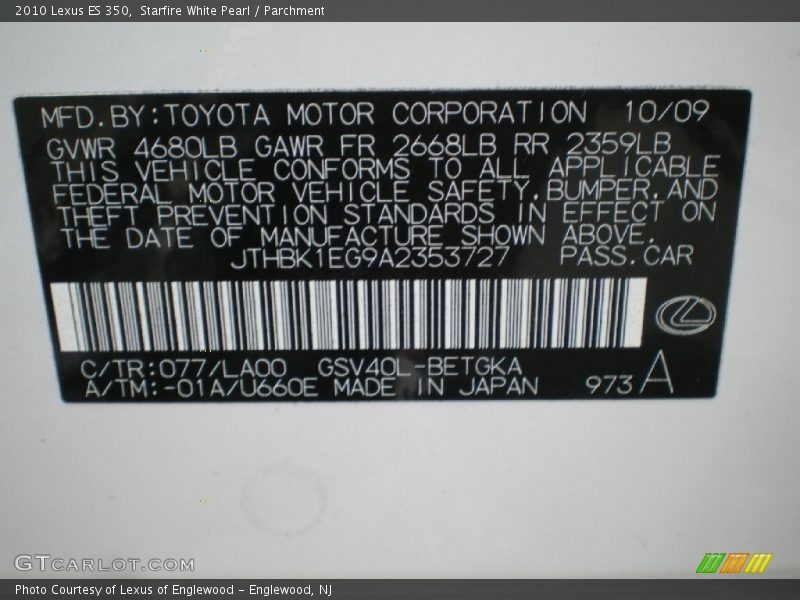 2010 Lexus ES 350, Starfire White Pearl / Parchment
MFD.BY:TOYOTA MOTOR CORPORATION 10/09
GVWR 4680LB GAWR FR 2668LB RR 2359LB
THIS VEHICLE CONFORMS TO ALL APPLICABLE
FEDERAL MOTOR VEHICLE SAFETY,BUMPER,AND
THEFT PREVENTION STANDARDS IN EFFECT ON
THE DATE OF MANUFACTURE SHOWN ABOVE.
JTHBK1EG9A2353727 PASS.CAR
C/TR:077/LA00 GSV40L-BETGKA
A/TM:-01A/U660E MADE IN JAPAN 973 A
GTCARLOT.COM
Photo Courtesy of Lexus of Englewood – Englewood, NJ